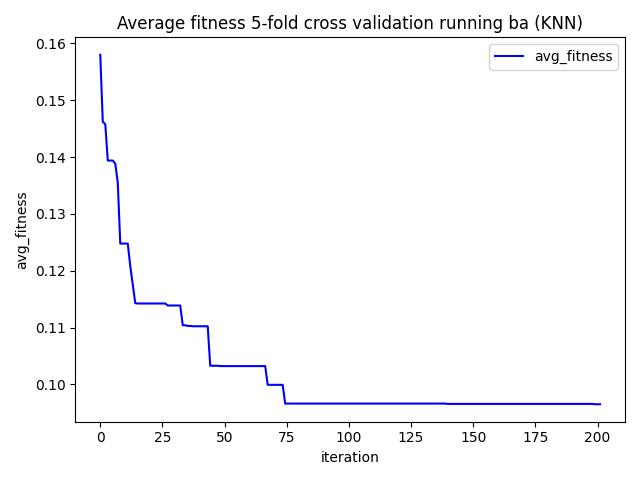 Average fitness 5-fold cross validation running ba (KNN)
avg_fitness
0.16
0.15
0.14
0.13
0.12
0.11
0.10
avg_fitness
0 25 50 75 100 125 150 175 200
iteration